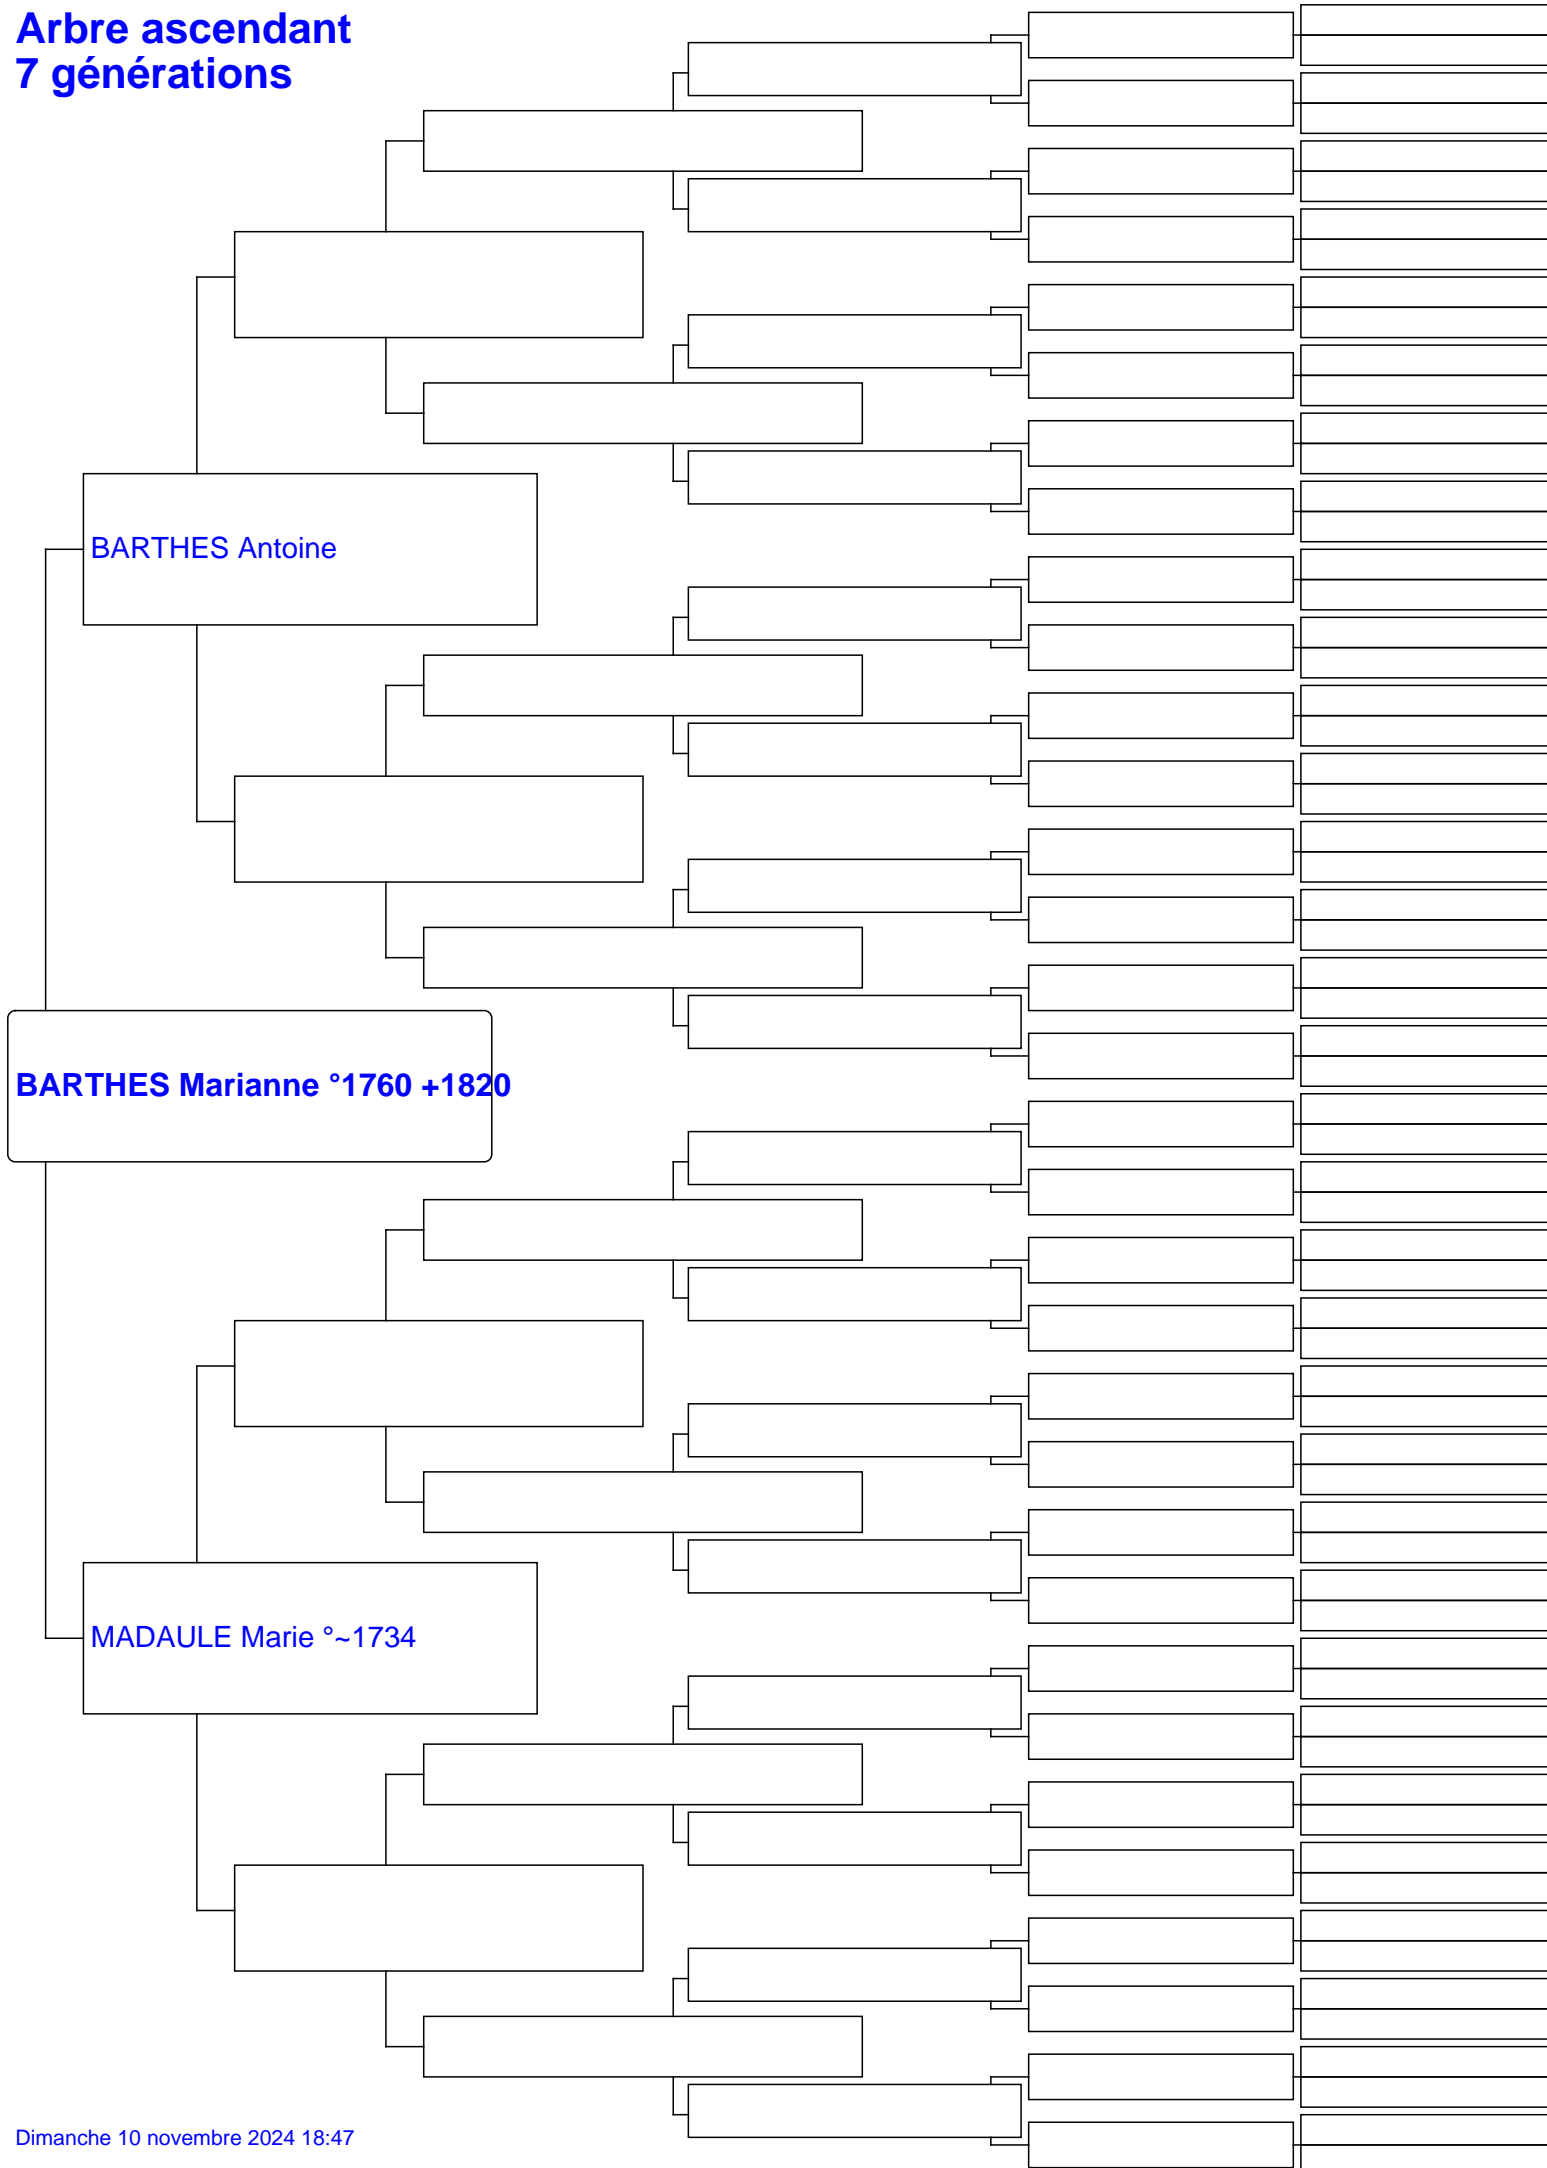 Arbre ascendant
7 générations
BARTHES Antoine
BARTHES Marianne °1760 +1820
MADAULE Marie °~1734
Dimanche 10 novembre 2024 18:47